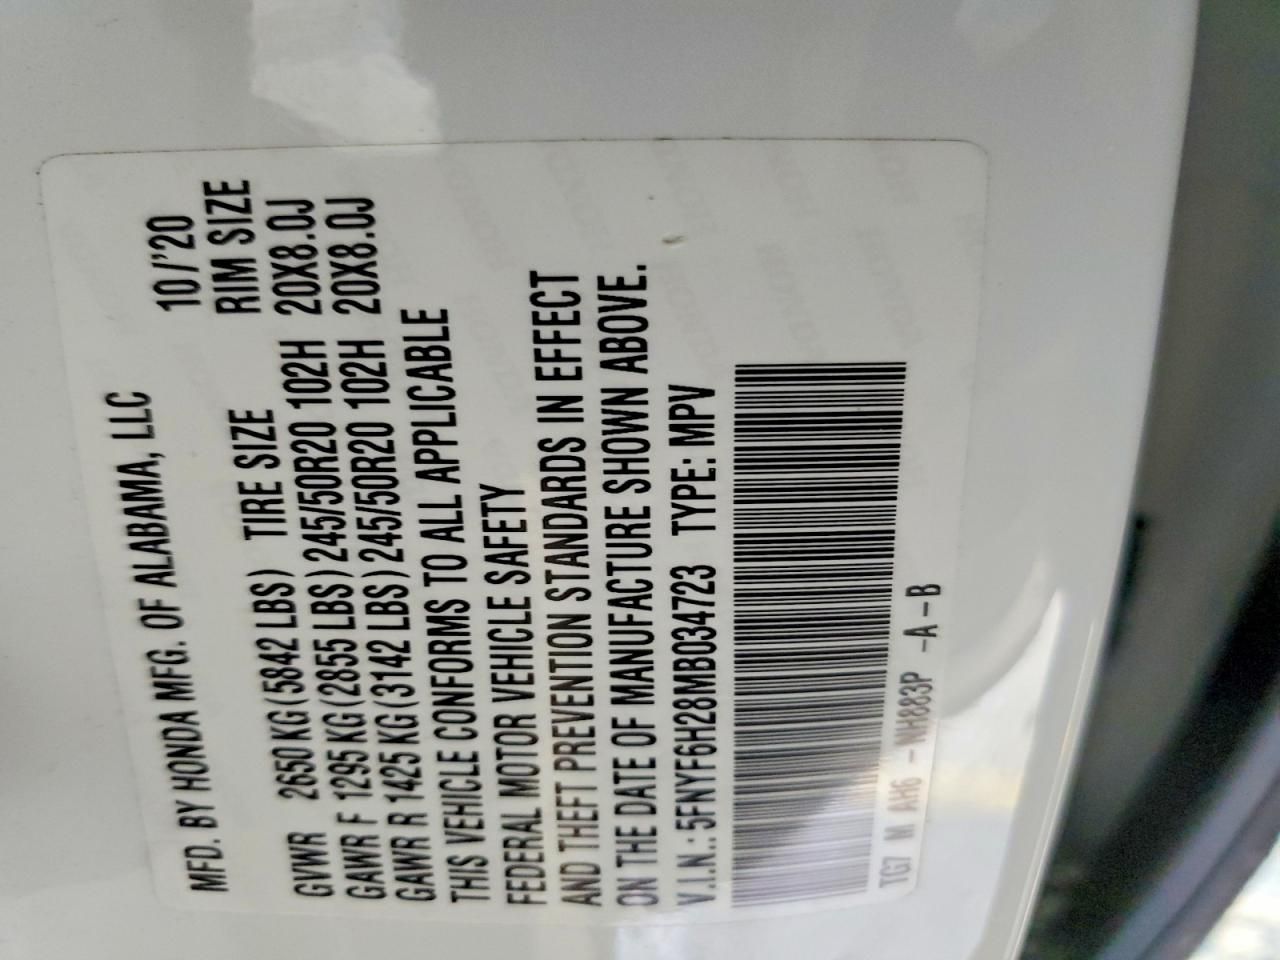 MFD. BY HONDA MFG. OF ALABAMA, LLC 10/'20
GVWR 2650 KG (5842 LBS) TIRE SIZE RIM SIZE
GAWR F 1295 KG (2855 LBS) 245/50R20 102H 20X8.0J
GAWR R 1425 KG (3142 LBS) 245/50R20 102H 20X8.0J
THIS VEHICLE CONFORMS TO ALL APPLICABLE
FEDERAL MOTOR VEHICLE SAFETY
AND THEFT PREVENTION STANDARDS IN EFFECT
ON THE DATE OF MANUFACTURE SHOWN ABOVE.
V.I.N.: 5FNYF6H28MB034723 TYPE: MPV
TG7 M AH6 - NH883P -A-B